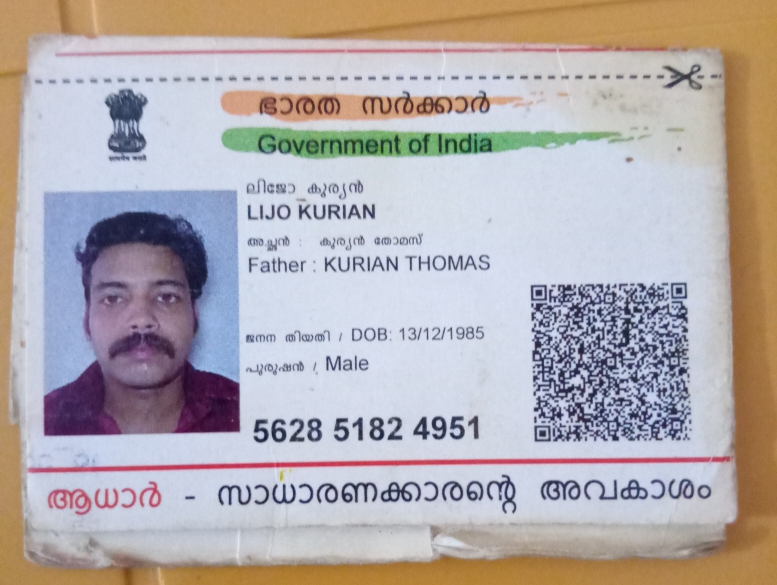 ഭാരത സർക്കാർ
Government of India
ലിജോ കുര്യൻ
LIJO KURIAN
അച്ഛൻ : കുര്യൻ തോമസ്
Father : KURIAN THOMAS
ജനന തിയതി / DOB: 13/12/1985
പുരുഷൻ / Male
5628 5182 4951
ആധാർ - സാധാരണക്കാരന്റെ അവകാശം